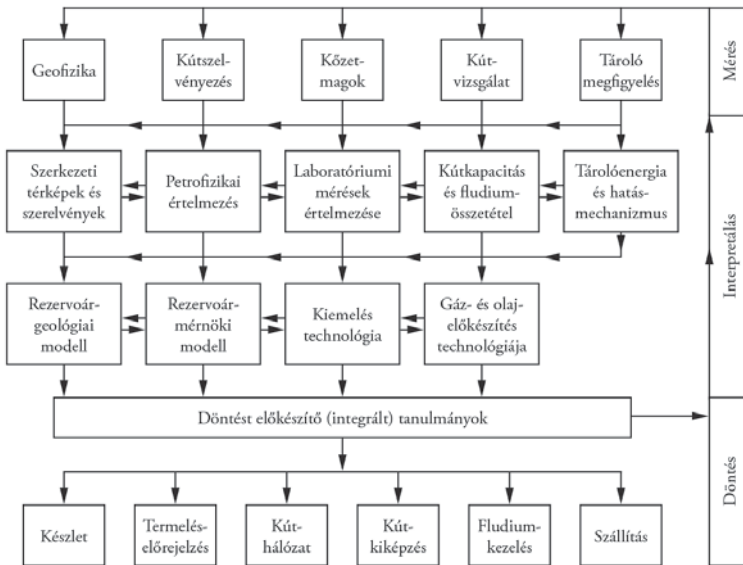 Geofizika
Kútszel-
vényezés
Kőzet-
magok
Kút-
vizsgálat
Tároló
megfigyelés
Mérés
Szerkezeti
térképek és
szerelvények
Petrofizikai
értelmezés
Laboratóriumi
mérések
értelmezése
Kútkapacitás
és fludium-
összetétel
Tárolóenergia
és hatás-
mechanizmus
Interpretálás
Rezervoár-
geológiai
modell
Rezervoár-
mérnöki
modell
Kiemelés
technológia
Gáz- és olaj-
előkészítés
technológiája
Döntést előkészítő (integrált) tanulmányok
Döntés
Készlet
Termelés-
előrejelzés
Kút-
hálózat
Kút-
kiképzés
Fludium-
kezelés
Szállítás